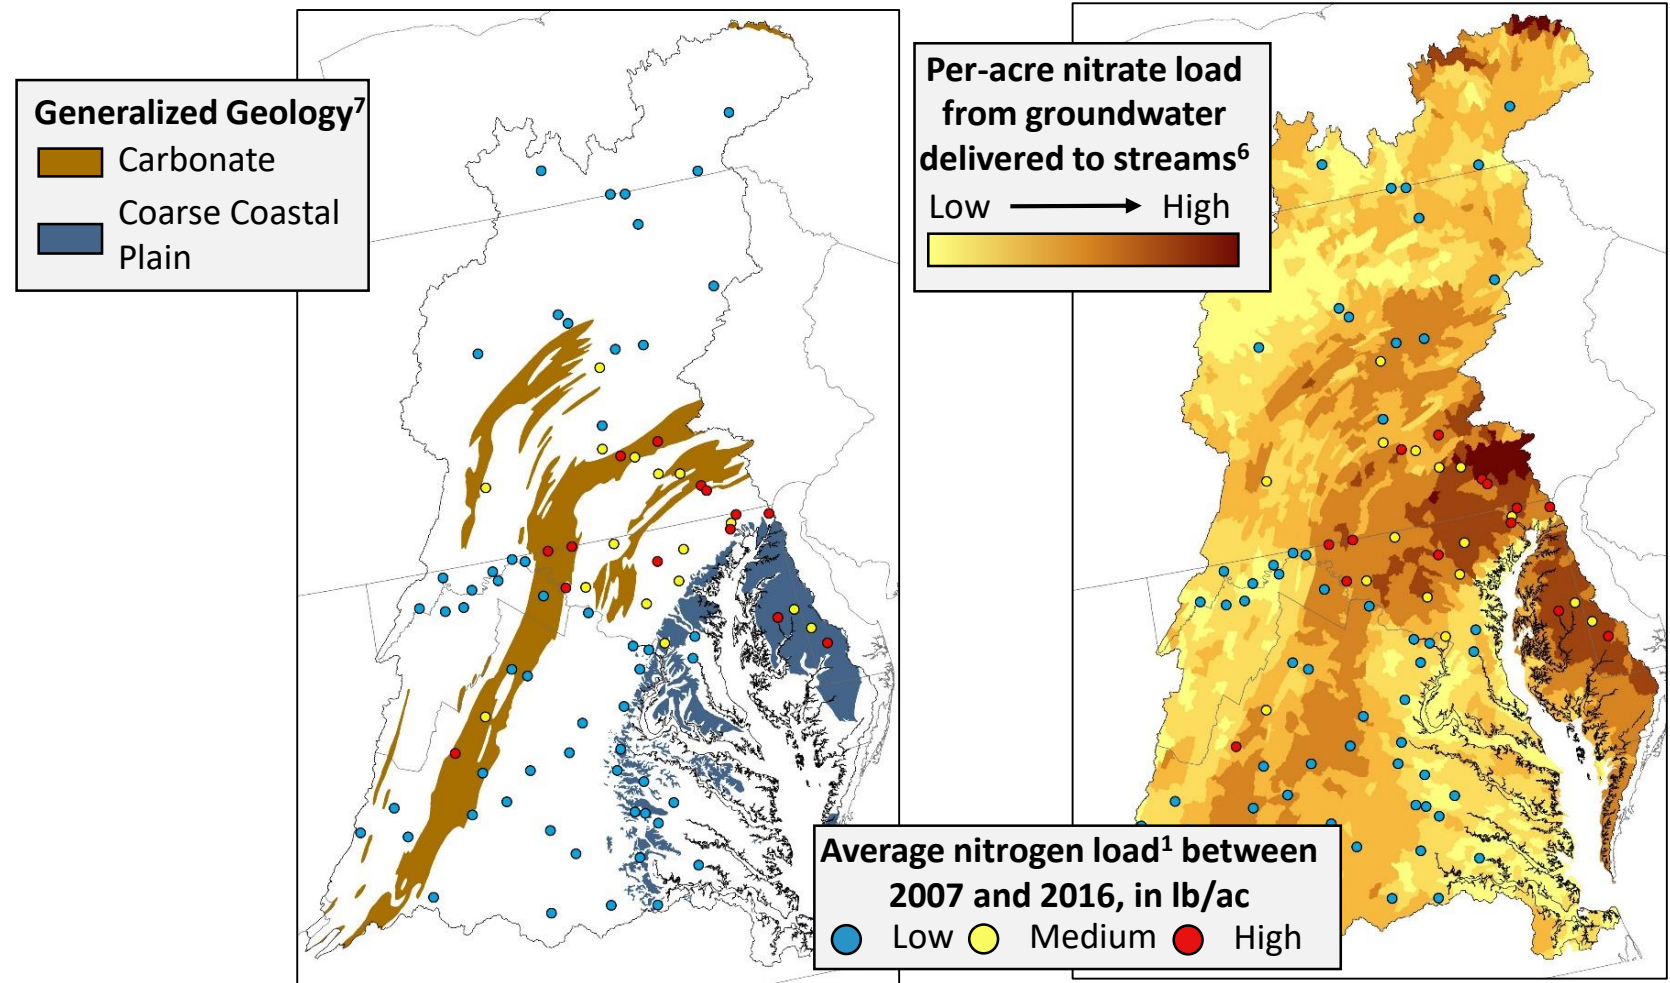 Generalized Geology⁷
Carbonate
Coarse Coastal
Plain
Per-acre nitrate load
from groundwater
delivered to streams⁶
Low High
Average nitrogen load¹ between
2007 and 2016, in lb/ac
Low Medium High